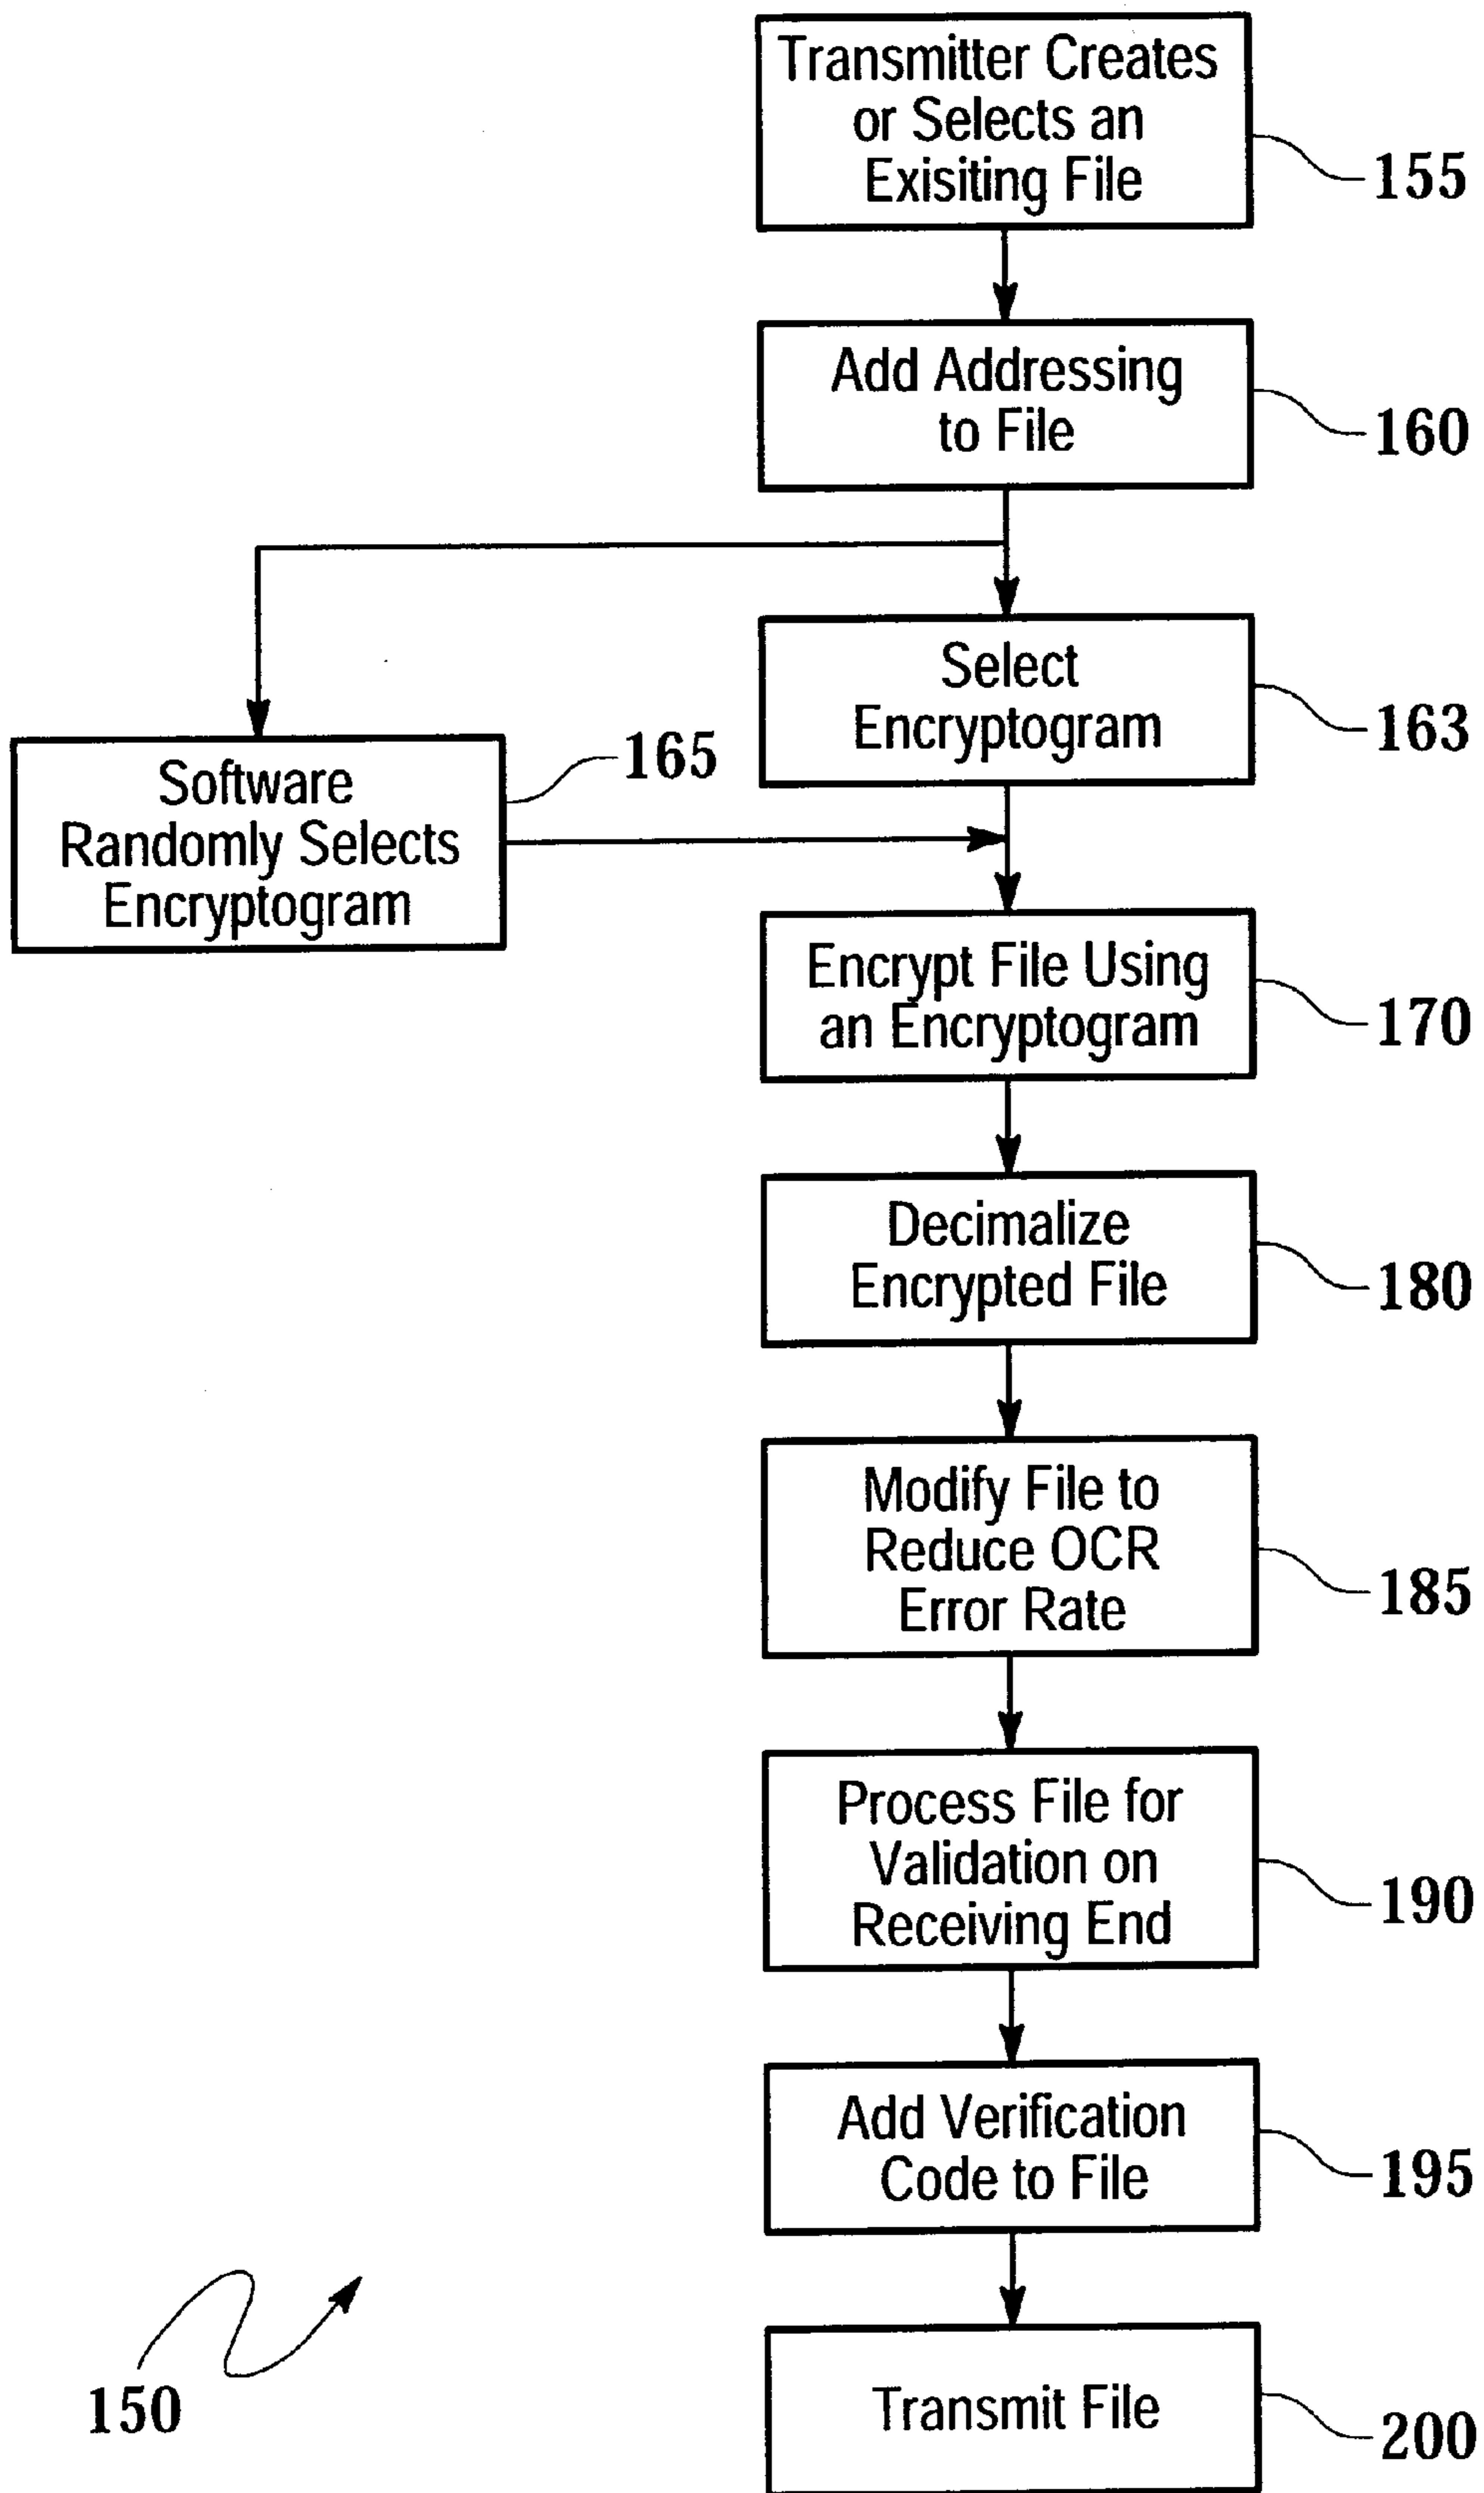 Transmitter Creates
or Selects an
Exisiting File
155
Add Addressing
to File
160
Select
Encryptogram
163
Software
Randomly Selects
Encryptogram
165
Encrypt File Using
an Encryptogram
170
Decimalize
Encrypted File
180
Modify File to
Reduce OCR
Error Rate
185
Process File for
Validation on
Receiving End
190
Add Verification
Code to File
195
Transmit File
200
150